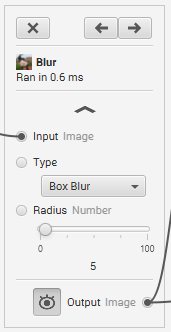 Blur
Ran in 0.6 ms
Input Image
Type
Box Blur
Radius Number
0 100
5
Output Image